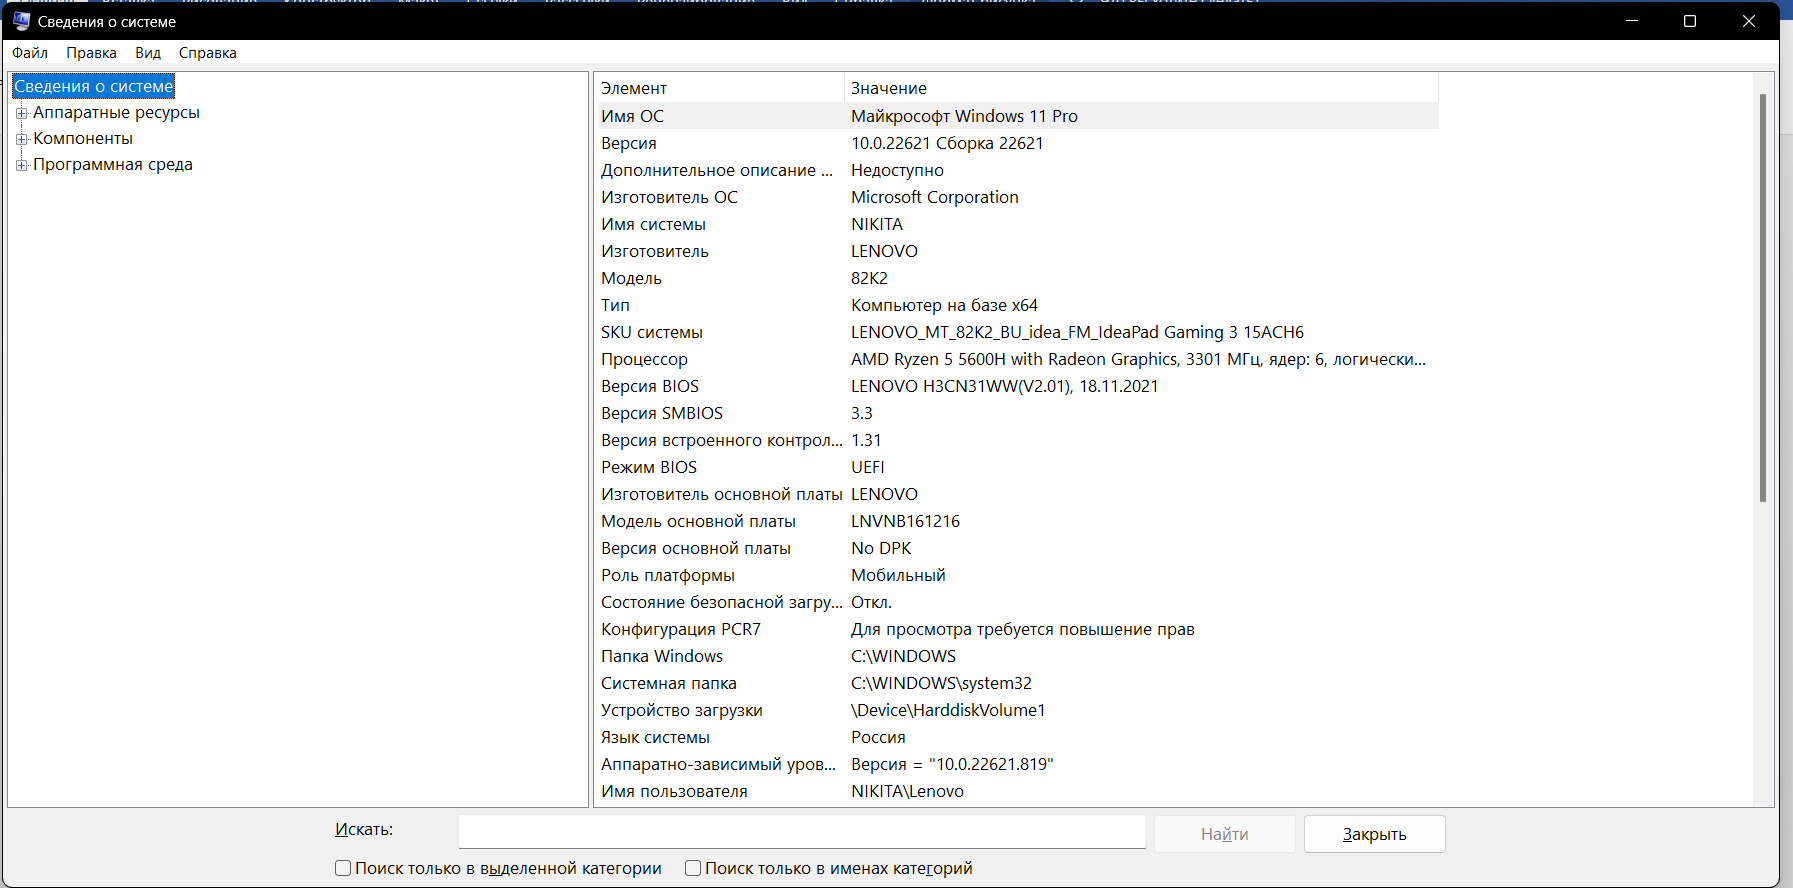 Сведения о системе
Файл Правка Вид Справка
Сведения о системе
Аппаратные ресурсы
Компоненты
Программная среда
Элемент Значение
Имя ОС Майкрософт Windows 11 Pro
Версия 10.0.22621 Сборка 22621
Дополнительное описание ... Недоступно
Изготовитель ОС Microsoft Corporation
Имя системы NIKITA
Изготовитель LENOVO
Модель 82K2
Тип Компьютер на базе x64
SKU системы LENOVO_MT_82K2_BU_idea_FM_IdeaPad Gaming 3 15ACH6
Процессор AMD Ryzen 5 5600H with Radeon Graphics, 3301 МГц, ядер: 6, логически...
Версия BIOS LENOVO H3CN31WW(V2.01), 18.11.2021
Версия SMBIOS 3.3
Версия встроенного контрол... 1.31
Режим BIOS UEFI
Изготовитель основной платы LENOVO
Модель основной платы LNVNB161216
Версия основной платы No DPK
Роль платформы Мобильный
Состояние безопасной загру... Откл.
Конфигурация PCR7 Для просмотра требуется повышение прав
Папка Windows C:\WINDOWS
Системная папка C:\WINDOWS\system32
Устройство загрузки \Device\HarddiskVolume1
Язык системы Россия
Аппаратно-зависимый уров... Версия = "10.0.22621.819"
Имя пользователя NIKITA\Lenovo
Искать: Найти Закрыть
Поиск только в выделенной категории Поиск только в именах категорий